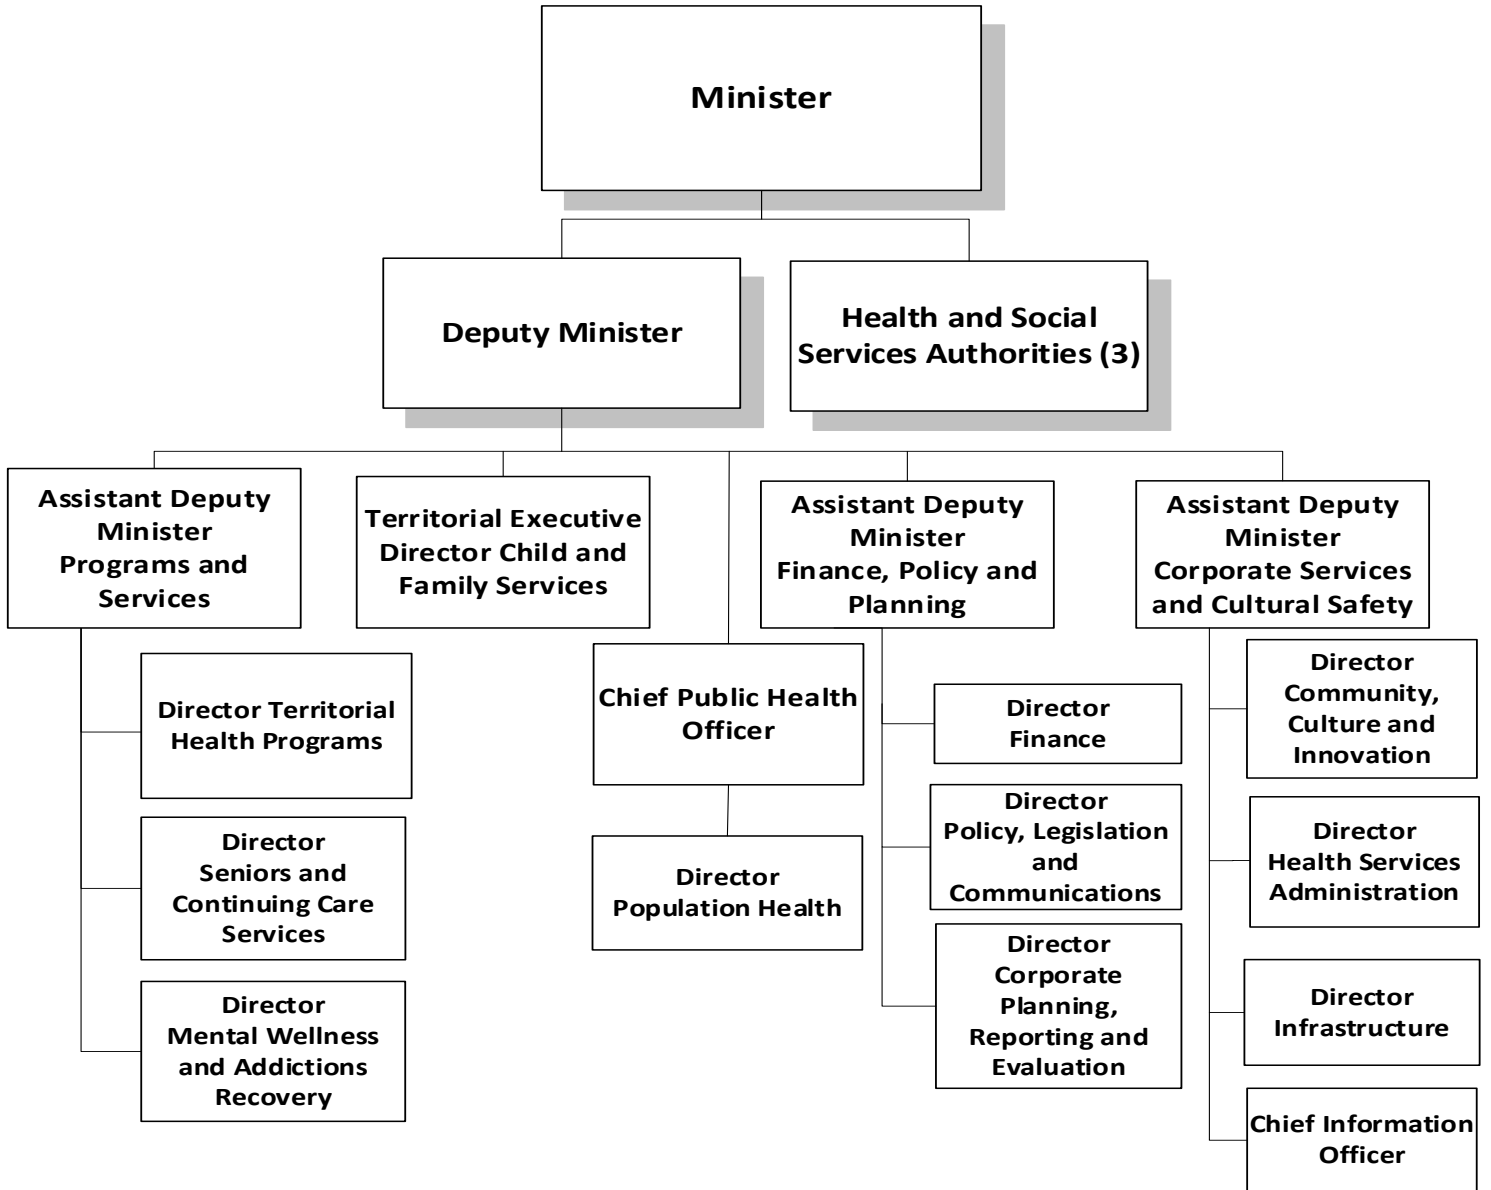 Minister
Deputy Minister
Health and Social
Services Authorities (3)
Assistant Deputy
Minister
Programs and
Services
Territorial Executive
Director Child and
Family Services
Assistant Deputy
Minister
Finance, Policy and
Planning
Assistant Deputy
Minister
Corporate Services
and Cultural Safety
Director Territorial
Health Programs
Director
Seniors and
Continuing Care
Services
Director
Mental Wellness
and Addictions
Recovery
Chief Public Health
Officer
Director
Population Health
Director
Finance
Director
Policy, Legislation
and
Communications
Director
Corporate
Planning,
Reporting and
Evaluation
Director
Community,
Culture and
Innovation
Director
Health Services
Administration
Director
Infrastructure
Chief Information
Officer